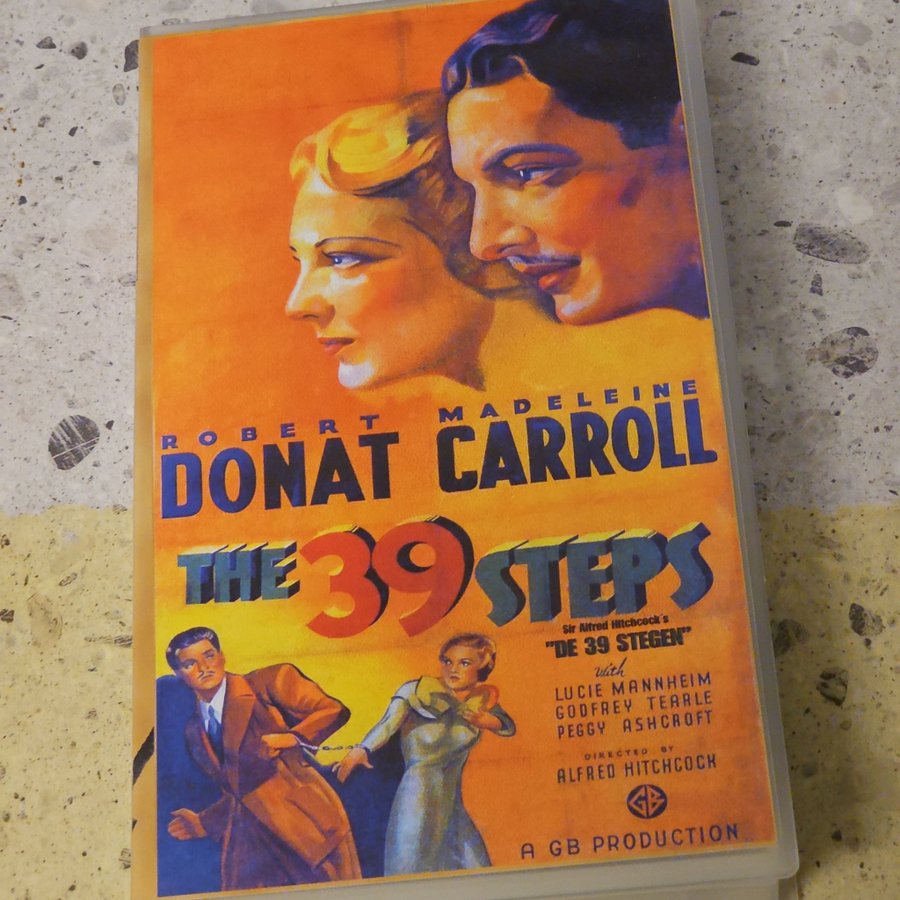 ROBERT MADELEINE
DONAT CARROLL
THE 39 STEPS
Sir Alfred Hitchcock's
"DE 39 STEGEN"
With
LUCIE MANNHEIM
GODFREY TEARLE
PEGGY ASHCROFT
DIRECTED BY
ALFRED HITCHCOCK
GB
A GB PRODUCTION